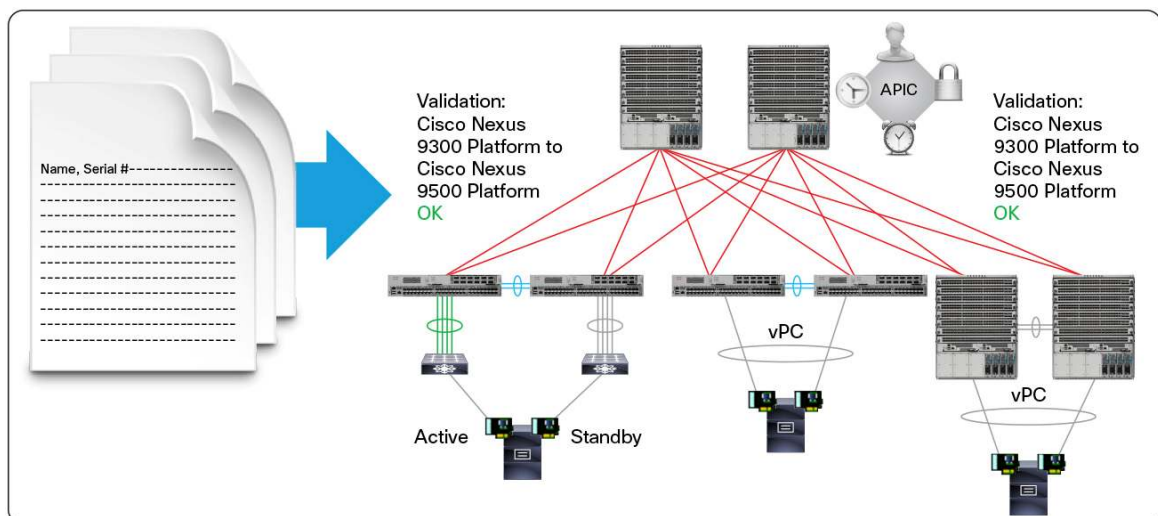 Name, Serial #
Validation:
Cisco Nexus
9300 Platform to
Cisco Nexus
9500 Platform
OK
APIC
Validation:
Cisco Nexus
9300 Platform to
Cisco Nexus
9500 Platform
OK
vPC
vPC
Active
Standby